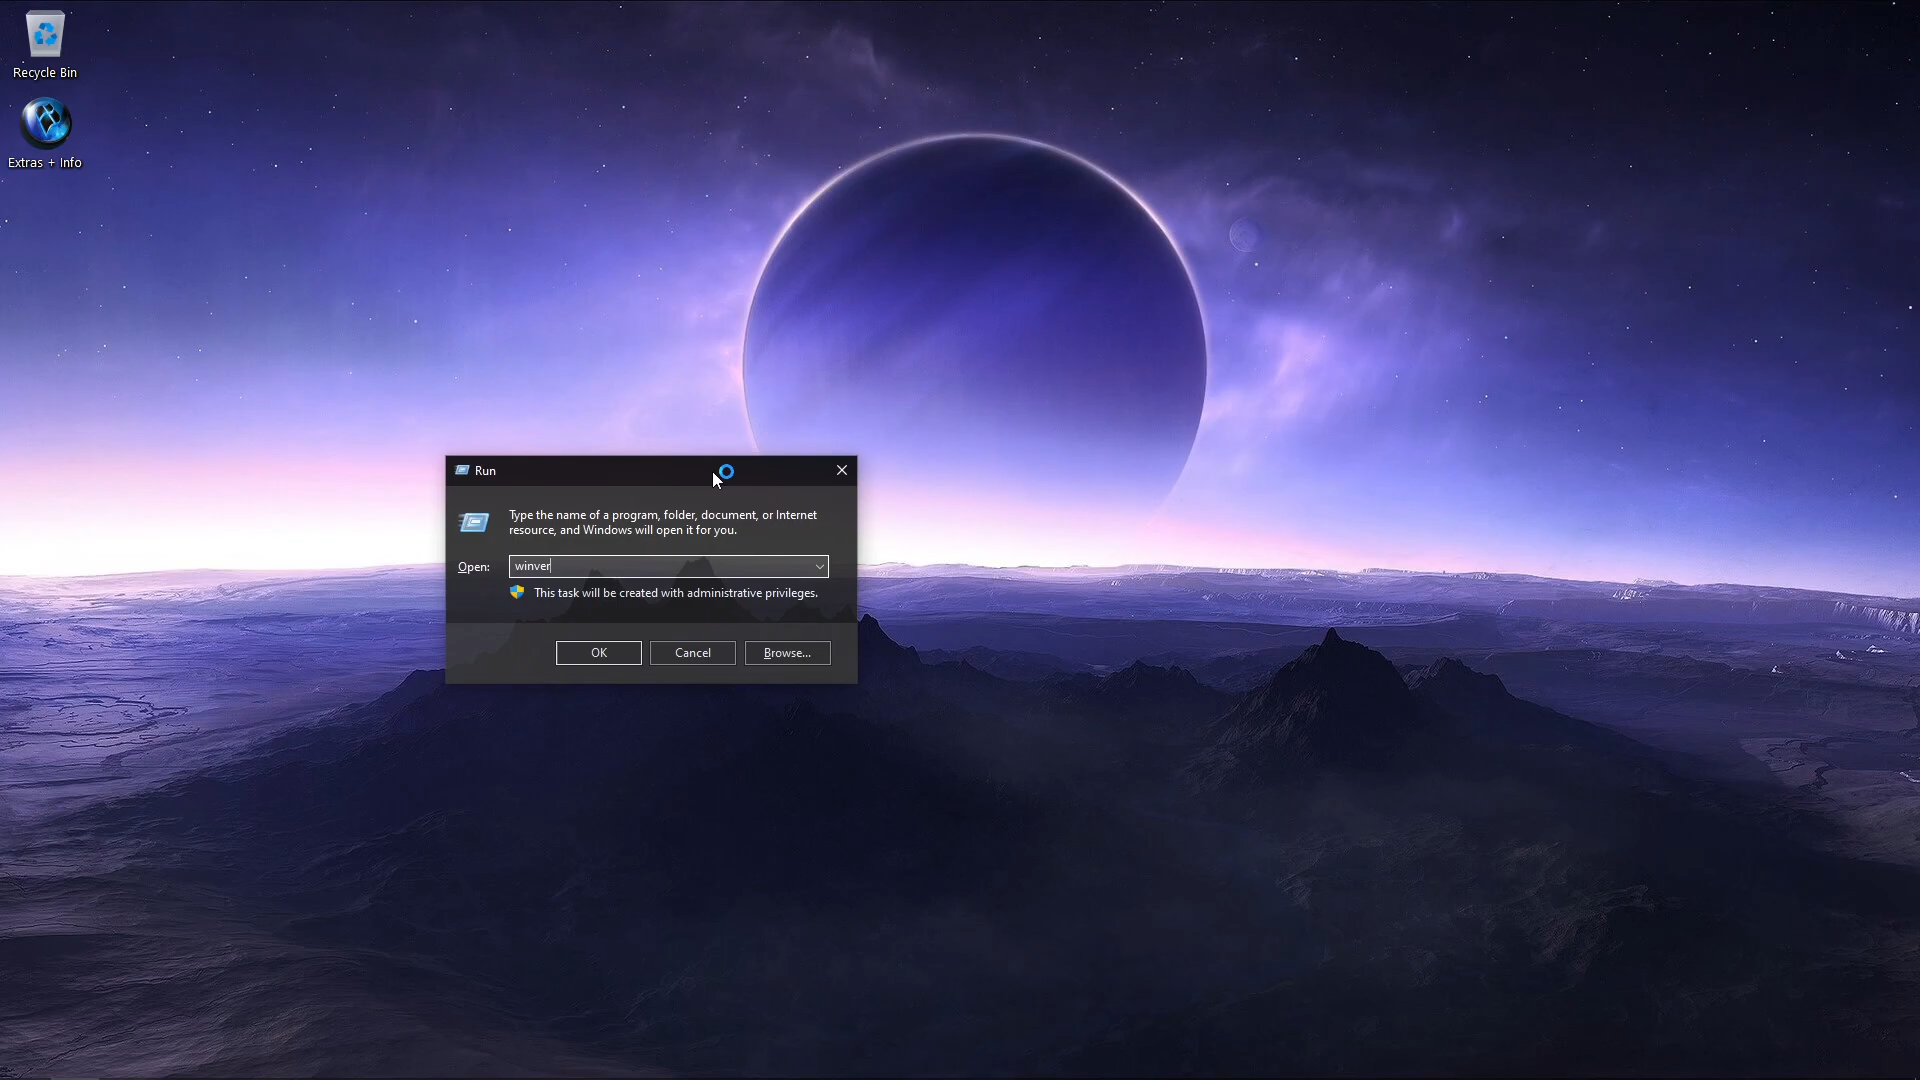 Recycle Bin
Extras + Info
Run
Type the name of a program, folder, document, or Internet
resource, and Windows will open it for you.
Open:
winver
This task will be created with administrative privileges.
OK
Cancel
Browse...